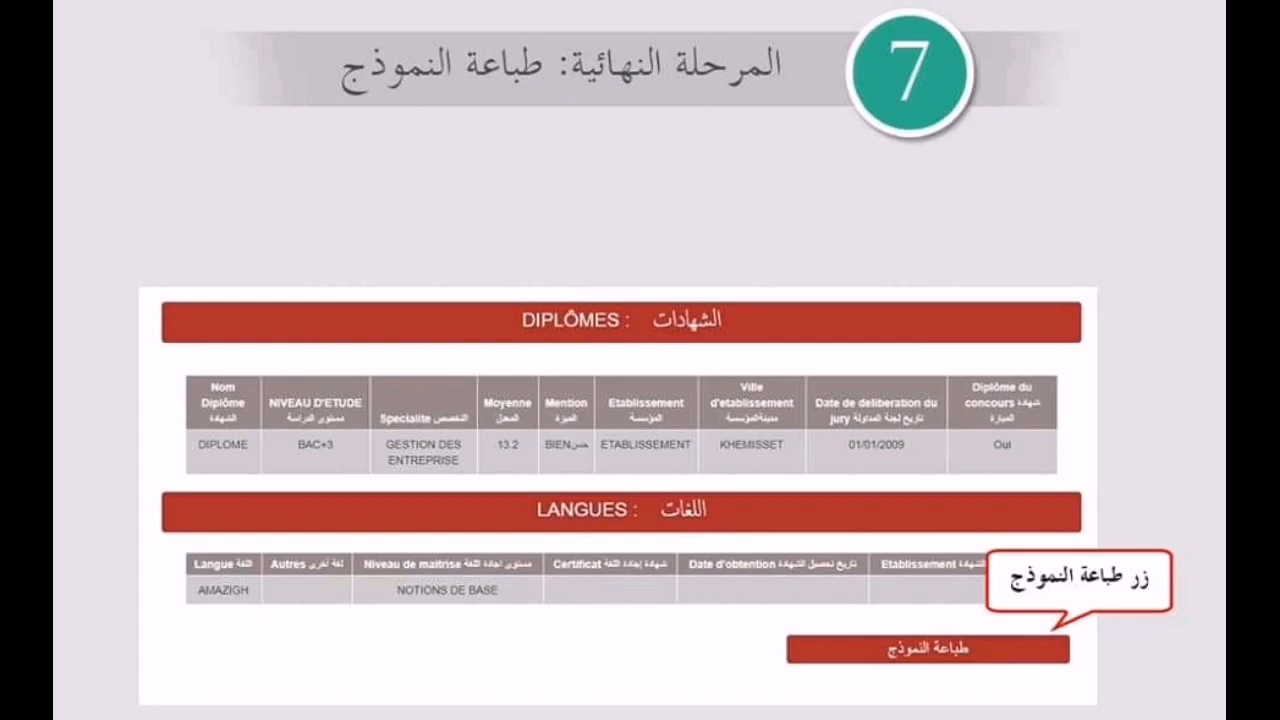 7
المرحلة النهائية: طباعة النموذج
DIPLÔMES : الشهادات
Nom Diplôme الشهادة
NIVEAU D'ETUDE مستوى الدراسة
Specialite التخصص
Moyenne المعدل
Mention الميزة
Etablissement المؤسسة
Ville d'etablissement مدينةالمؤسسة
Date de deliberation du jury تاريخ لجنة المداولة
Diplôme du concours شهادة المبارة
DIPLOME
BAC+3
GESTION DES ENTREPRISE
13.2
BIENحسن
ETABLISSEMENT
KHEMISSET
01/01/2009
Oui
LANGUES : اللغات
Langue اللغة
Autres لغة أخرى
Niveau de maitrise مستوى اجادة اللغة
Certificat شهادة إجادة اللغة
Date d'obtention تاريخ تحصيل الشهادة
Etablissement الشهادة
AMAZIGH
NOTIONS DE BASE
زر طباعة النموذج
طباعة النموذج